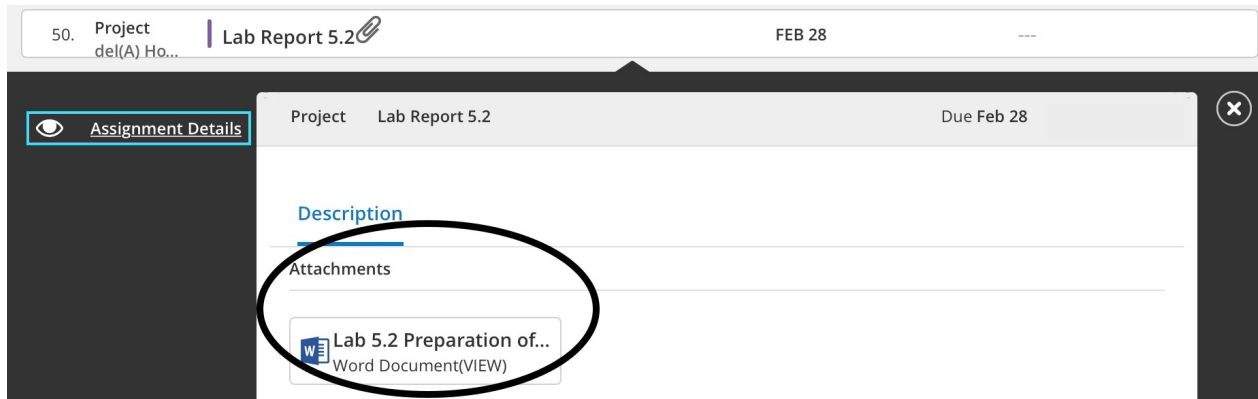 50. Project Lab Report 5.2 FEB 28 ---
del(A) Ho...
Assignment Details
Project Lab Report 5.2 Due Feb 28
Description
Attachments
Lab 5.2 Preparation of...
Word Document(VIEW)